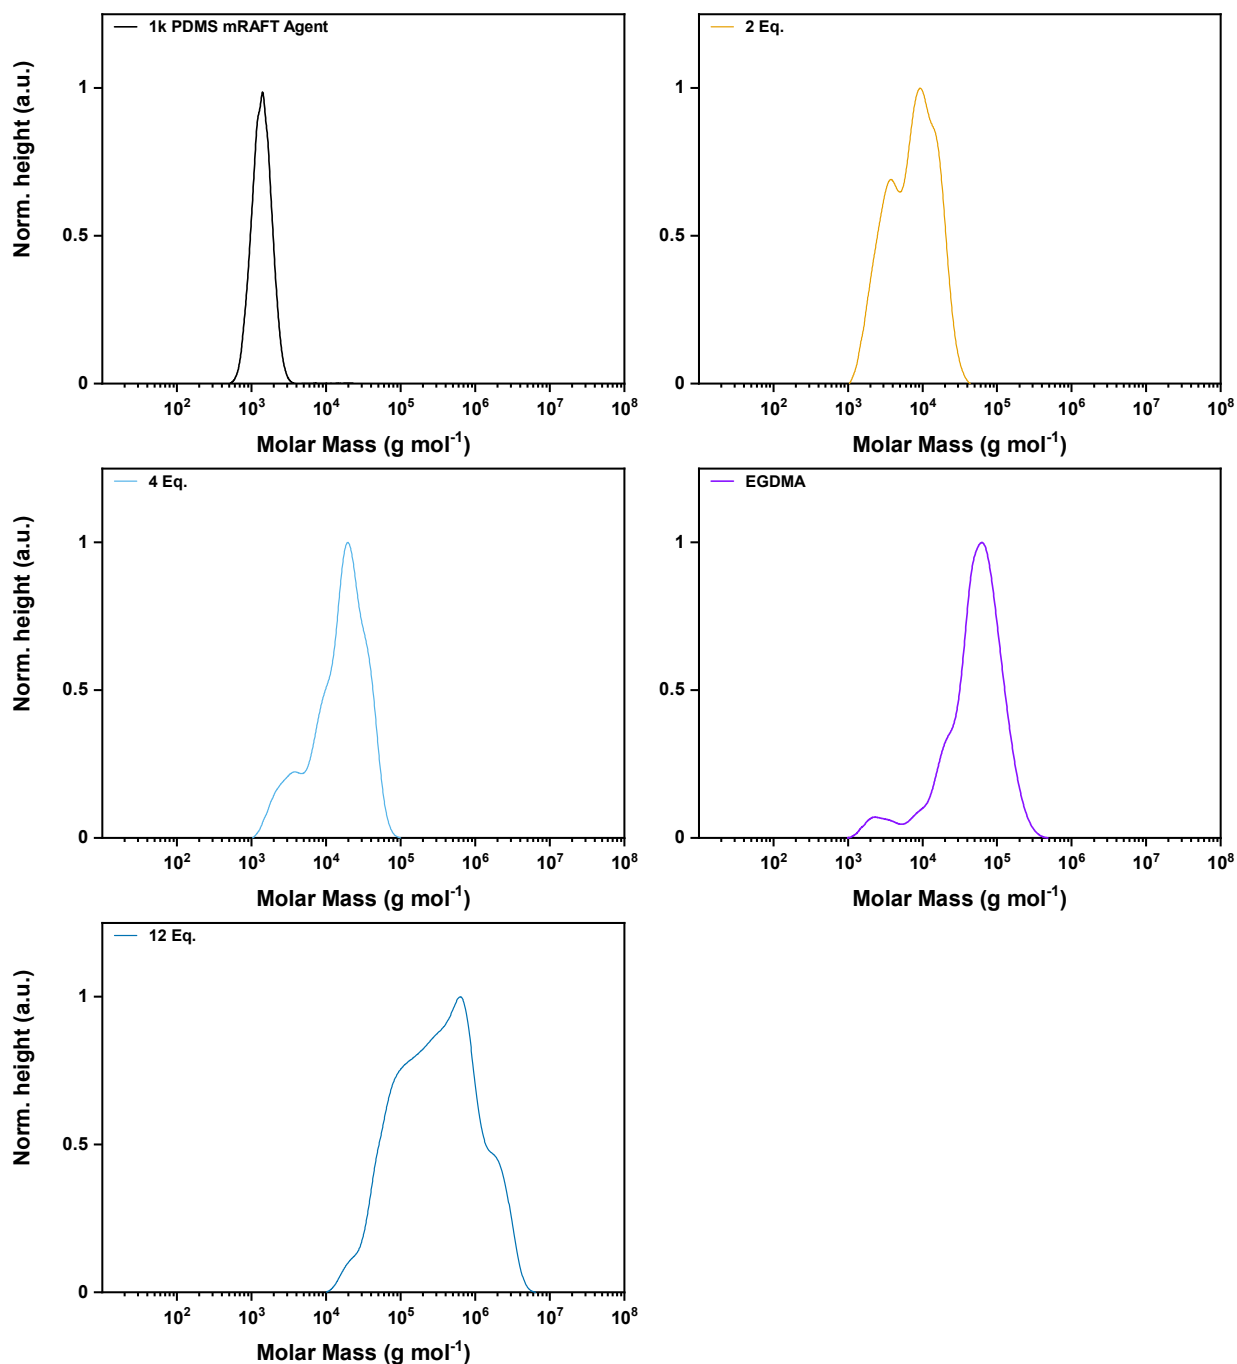 1k PDMS mRAFT Agent
Norm. height (a.u.)
1
0.5
0
10² 10³ 10⁴ 10⁵ 10⁶ 10⁷ 10⁸
Molar Mass (g mol⁻¹)
2 Eq.
Norm. height (a.u.)
1
0.5
0
10² 10³ 10⁴ 10⁵ 10⁶ 10⁷ 10⁸
Molar Mass (g mol⁻¹)
4 Eq.
Norm. height (a.u.)
1
0.5
0
10² 10³ 10⁴ 10⁵ 10⁶ 10⁷ 10⁸
Molar Mass (g mol⁻¹)
EGDMA
Norm. height (a.u.)
1
0.5
0
10² 10³ 10⁴ 10⁵ 10⁶ 10⁷ 10⁸
Molar Mass (g mol⁻¹)
12 Eq.
Norm. height (a.u.)
1
0.5
0
10² 10³ 10⁴ 10⁵ 10⁶ 10⁷ 10⁸
Molar Mass (g mol⁻¹)